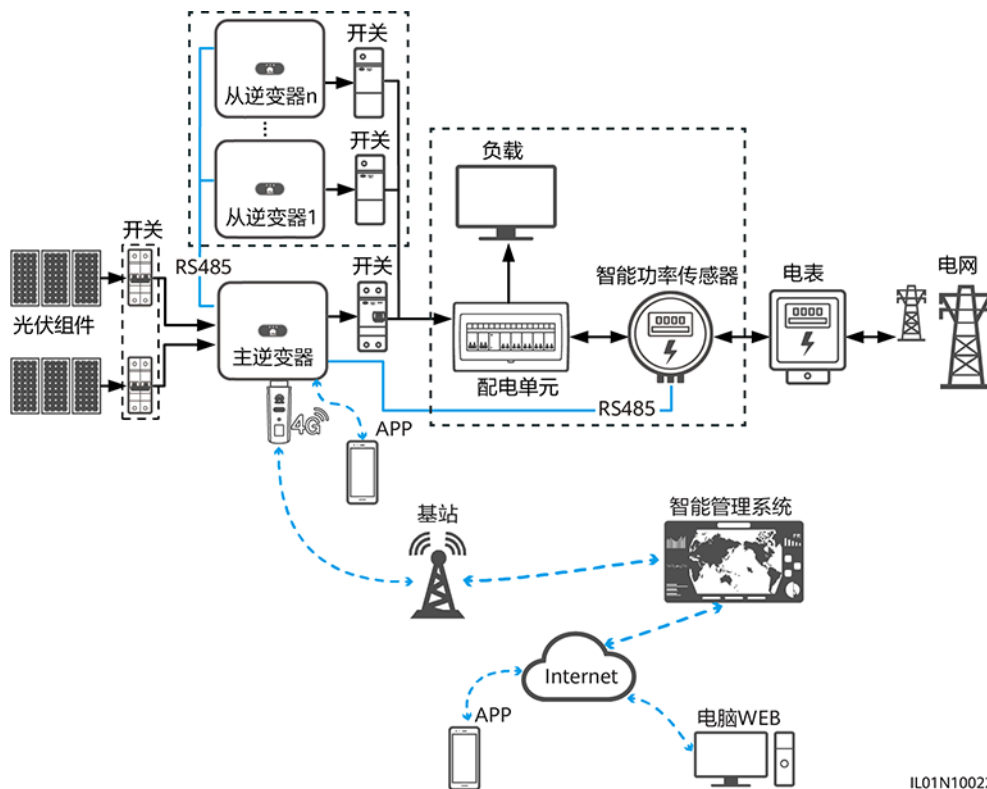 开关
从逆变器n
开关
从逆变器1
负载
开关
RS485
开关
智能功率传感器
电表
电网
光伏组件
主逆变器
配电单元
RS485
4G
APP
基站
智能管理系统
Internet
APP
电脑WEB